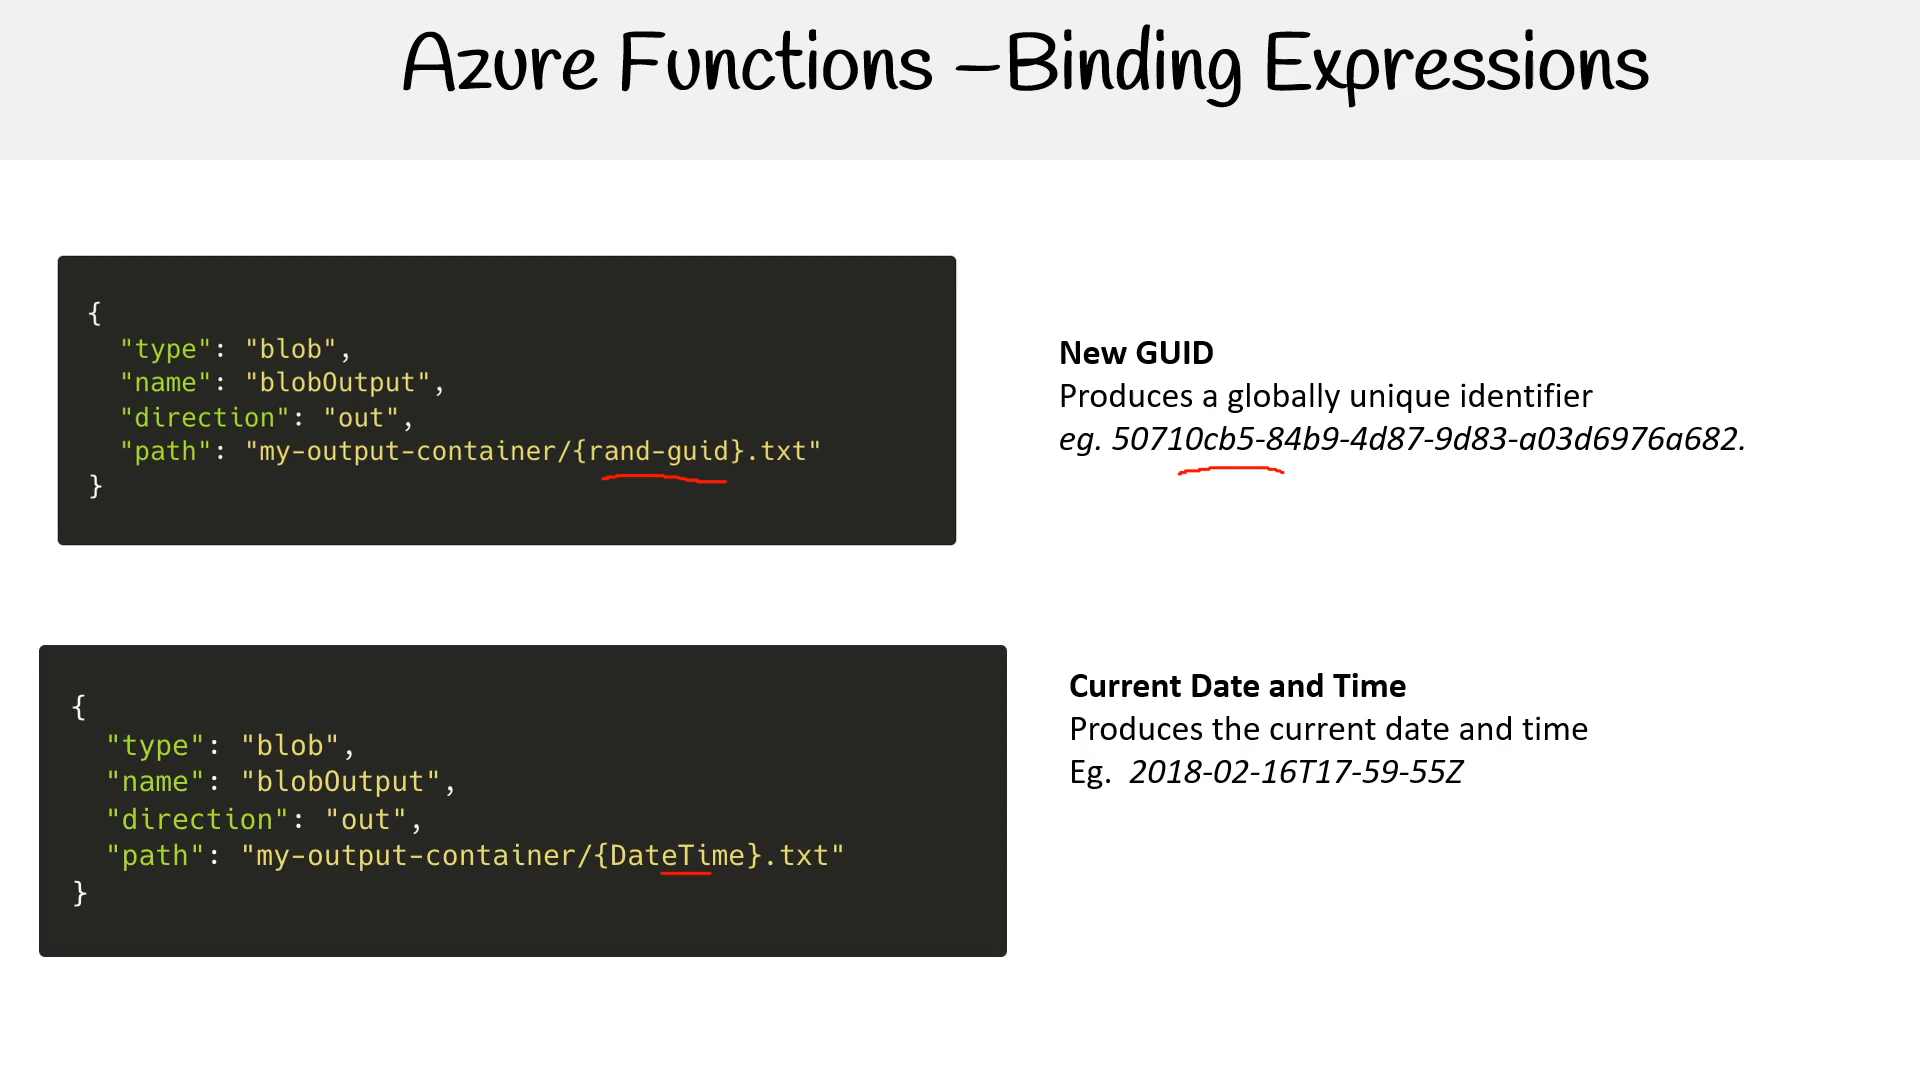 Azure Functions –Binding Expressions
{
"type": "blob",
"name": "blobOutput",
"direction": "out",
"path": "my-output-container/{rand-guid}.txt"
}
New GUID
Produces a globally unique identifier
eg. 50710cb5-84b9-4d87-9d83-a03d6976a682.
{
"type": "blob",
"name": "blobOutput",
"direction": "out",
"path": "my-output-container/{DateTime}.txt"
}
Current Date and Time
Produces the current date and time
Eg. 2018-02-16T17-59-55Z